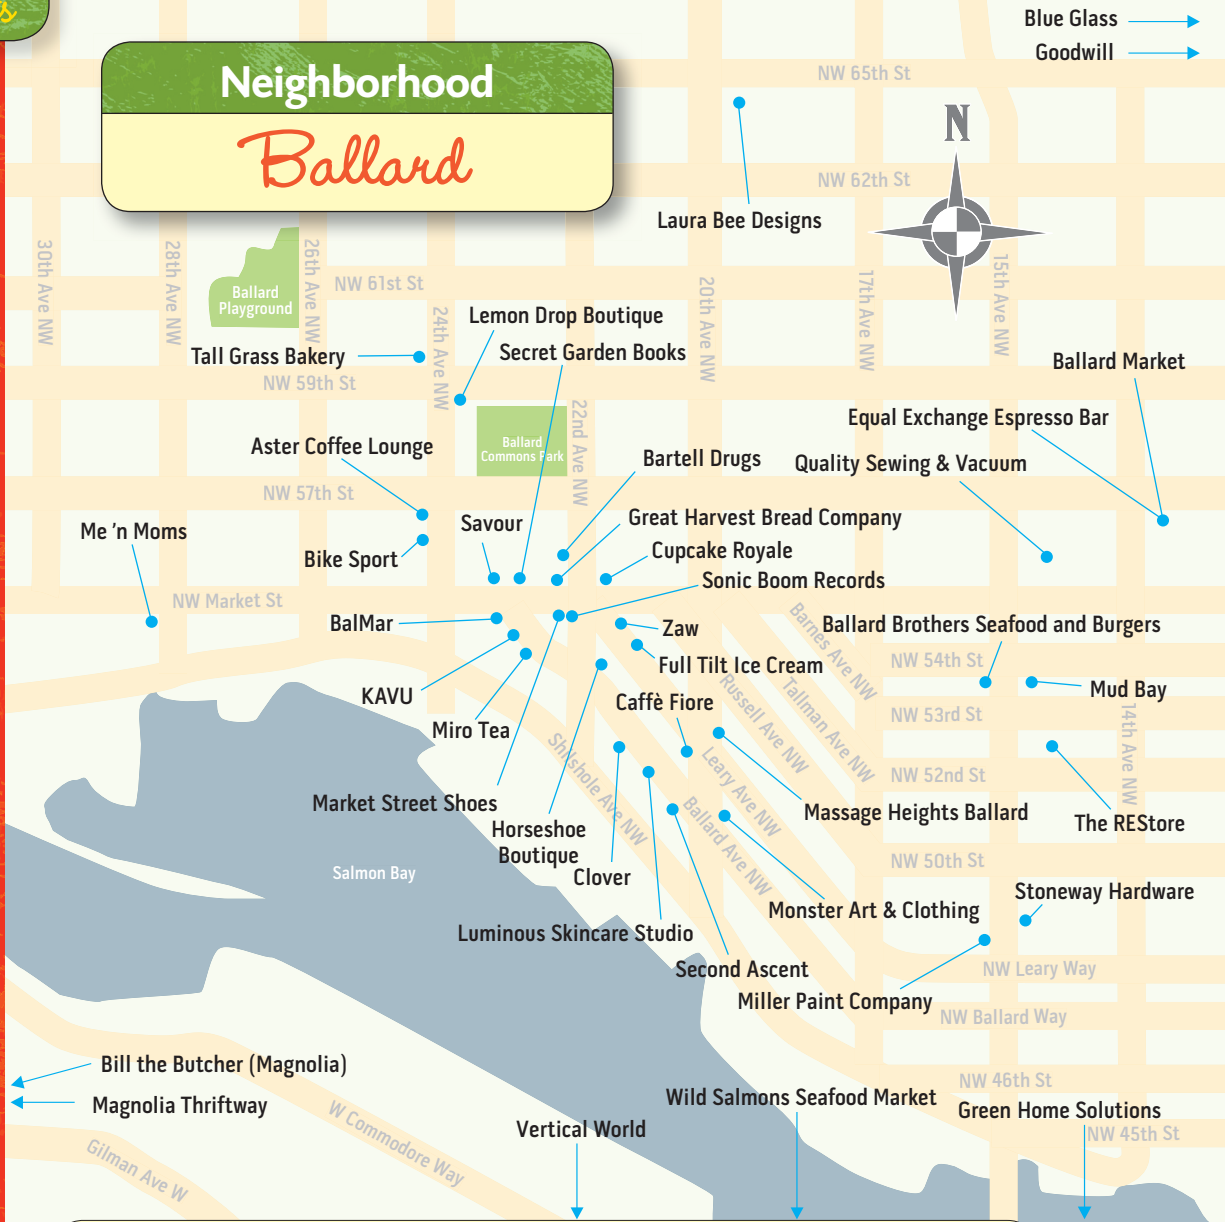 s
Blue Glass
Goodwill
Neighborhood
Ballard
NW 65th St
N
NW 62th St
Laura Bee Designs
30th Ave NW
28th Ave NW
26th Ave NW
Ballard
Playground
NW 61st St
24th Ave NW
20th Ave NW
17th Ave NW
15th Ave NW
Lemon Drop Boutique
Secret Garden Books
Tall Grass Bakery
Ballard Market
NW 59th St
22nd Ave NW
Equal Exchange Espresso Bar
Aster Coffee Lounge
Ballard
Commons Park
Bartell Drugs
Quality Sewing & Vacuum
NW 57th St
Me 'n Moms
Savour
Great Harvest Bread Company
Bike Sport
Cupcake Royale
Sonic Boom Records
NW Market St
BalMar
Zaw
Barnes Ave NW
Ballard Brothers Seafood and Burgers
Full Tilt Ice Cream
NW 54th St
KAVU
Caffè Fiore
Russell Ave NW
Tallman Ave NW
Mud Bay
Miro Tea
NW 53rd St
14th Ave NW
Shilshole Ave NW
Leary Ave NW
NW 52nd St
Market Street Shoes
Ballard Ave NW
Massage Heights Ballard
The REStore
Horseshoe
Boutique
Clover
NW 50th St
Salmon Bay
Stoneway Hardware
Monster Art & Clothing
Luminous Skincare Studio
Second Ascent
NW Leary Way
Miller Paint Company
NW Ballard Way
Bill the Butcher (Magnolia)
Magnolia Thriftway
NW 46th St
Wild Salmons Seafood Market
Green Home Solutions
W Commodore Way
Vertical World
NW 45th St
Gilman Ave W